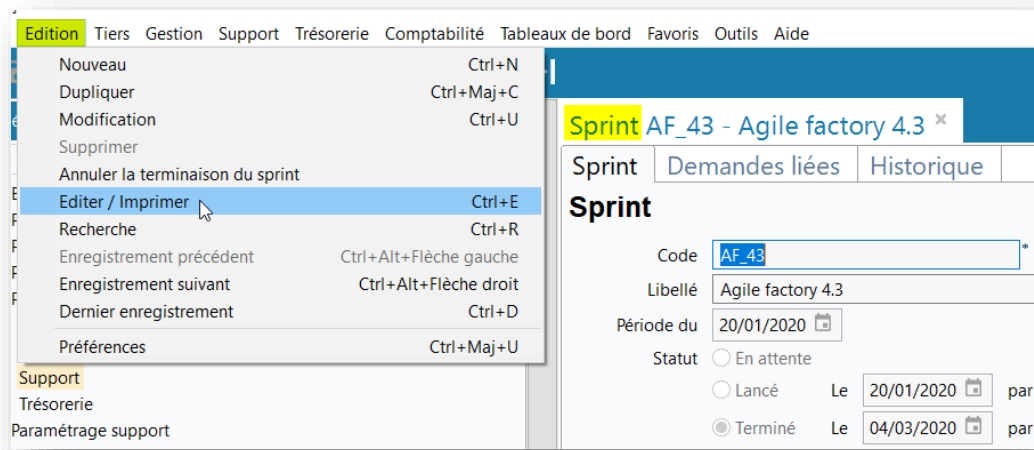 Edition Tiers Gestion Support Trésorerie Comptabilité Tableaux de bord Favoris Outils Aide
Nouveau Ctrl+N
Dupliquer Ctrl+Maj+C
Modification Ctrl+U
Supprimer
Annuler la terminaison du sprint
Editer / Imprimer Ctrl+E
Recherche Ctrl+R
Enregistrement précédent Ctrl+Alt+Flèche gauche
Enregistrement suivant Ctrl+Alt+Flèche droit
Dernier enregistrement Ctrl+D
Préférences Ctrl+Maj+U
Support
Trésorerie
Paramétrage support
Sprint AF_43 - Agile factory 4.3 ×
Sprint Demandes liées Historique
Sprint
Code AF_43 *
Libellé Agile factory 4.3
Période du 20/01/2020
Statut En attente
Lancé Le 20/01/2020 par
Terminé Le 04/03/2020 par